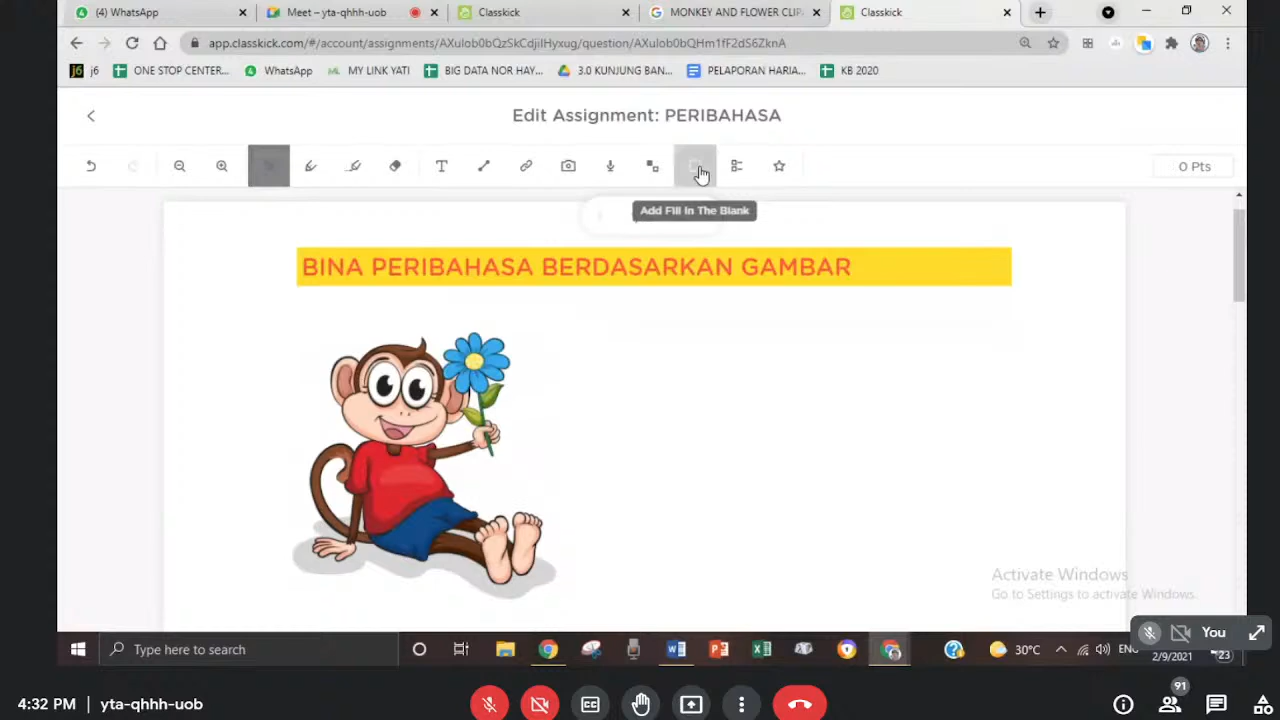 (4) WhatsApp
Meet – yta-qhhh-uob
Classkick
MONKEY AND FLOWER CLIP
Classkick
app.classkick.com/#/account/assignments/AXulob0bQzSkCdjiIHyxug/question/AXulob0bQHm1fF2dS6ZknA
j6
ONE STOP CENTER...
WhatsApp
MY LINK YATI
BIG DATA NOR HAY...
3.0 KUNJUNG BAN...
PELAPORAN HARIA...
KB 2020
Edit Assignment: PERIBAHASA
T
0 Pts
Add Fill In The Blank
BINA PERIBAHASA BERDASARKAN GAMBAR
Activate Windows
Go to Settings to activate Windows.
You
Type here to search
30°C
ENG
2/9/2021
23
4:32 PM | yta-qhhh-uob
91